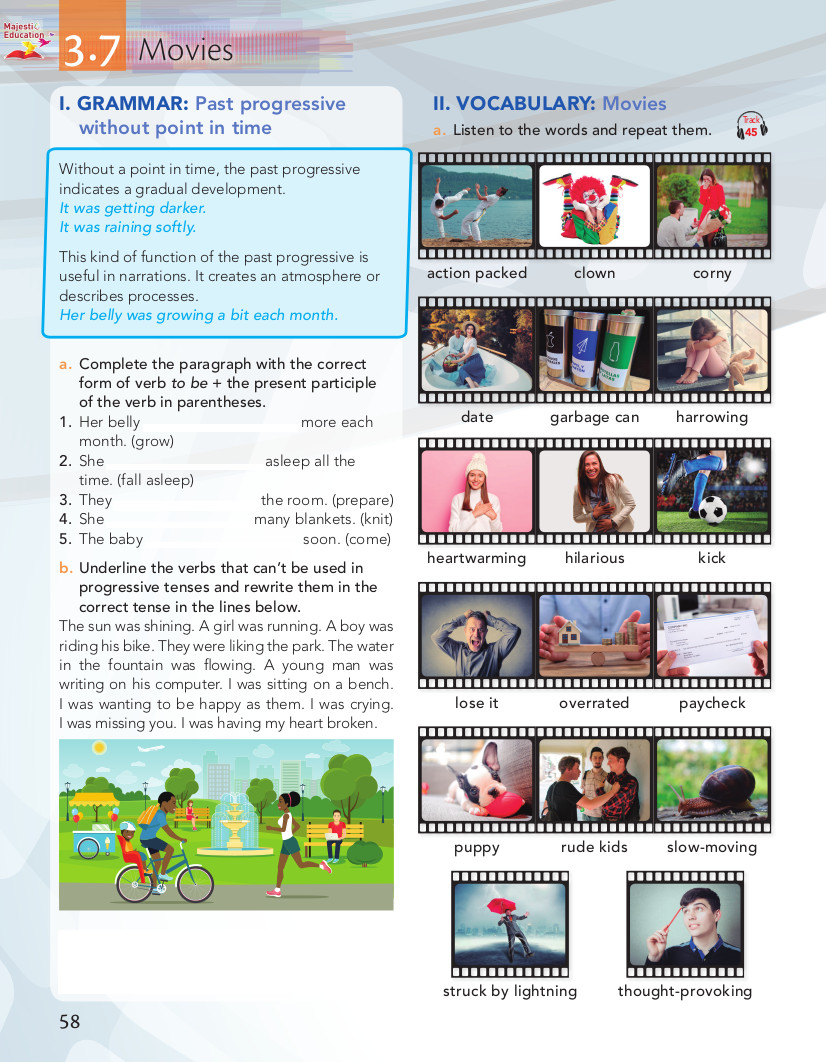 Majestic
Education ™
3.7 Movies
I. GRAMMAR: Past progressive
without point in time
Without a point in time, the past progressive
indicates a gradual development.
It was getting darker.
It was raining softly.
This kind of function of the past progressive is
useful in narrations. It creates an atmosphere or
describes processes.
Her belly was growing a bit each month.
a. Complete the paragraph with the correct
form of verb to be + the present participle
of the verb in parentheses.
1. Her belly more each
month. (grow)
2. She asleep all the
time. (fall asleep)
3. They the room. (prepare)
4. She many blankets. (knit)
5. The baby soon. (come)
b. Underline the verbs that can't be used in
progressive tenses and rewrite them in the
correct tense in the lines below.
The sun was shining. A girl was running. A boy was
riding his bike. They were liking the park. The water
in the fountain was flowing. A young man was
writing on his computer. I was sitting on a bench.
I was wanting to be happy as them. I was crying.
I was missing you. I was having my heart broken.
58
II. VOCABULARY: Movies
a. Listen to the words and repeat them.
Track
45
action packed clown corny
date garbage can harrowing
heartwarming hilarious kick
lose it overrated paycheck
puppy rude kids slow-moving
struck by lightning thought-provoking